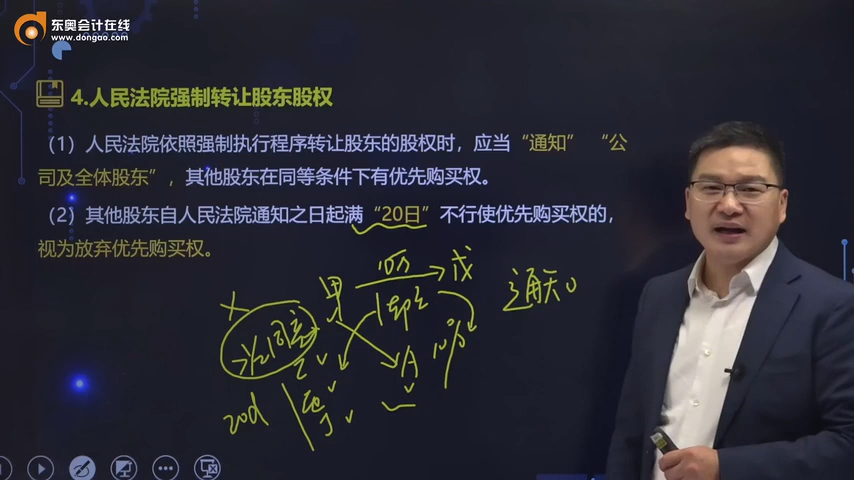 东奥会计在线
www.dongao.com
4.人民法院强制转让股东股权
（1）人民法院依照强制执行程序转让股东的股权时，应当“通知” “公
司及全体股东”，其他股东在同等条件下有优先购买权。
（2）其他股东自人民法院通知之日起满“20日”不行使优先购买权的，
视为放弃优先购买权。
甲
戊
通知
A
10%
20d